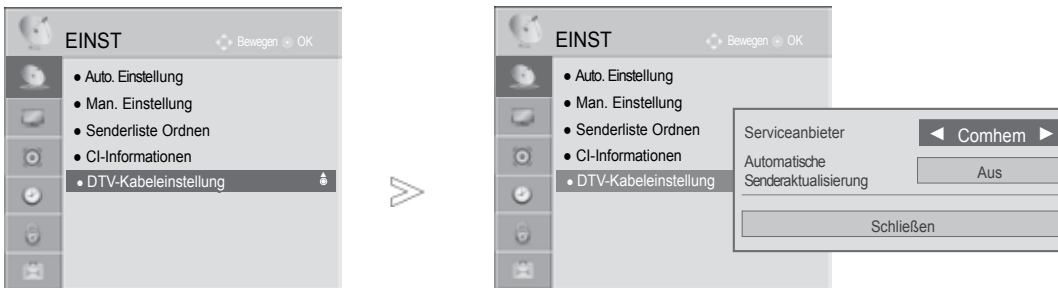 EINST
Bewegen OK
● Auto. Einstellung
● Man. Einstellung
● Senderliste Ordnen
● CI-Informationen
● DTV-Kabeleinstellung
EINST
Bewegen OK
● Auto. Einstellung
● Man. Einstellung
● Senderliste Ordnen
● CI-Informationen
● DTV-Kabeleinstellung
Serviceanbieter
◄ Comhem ►
Automatische
Senderaktualisierung
Aus
Schließen